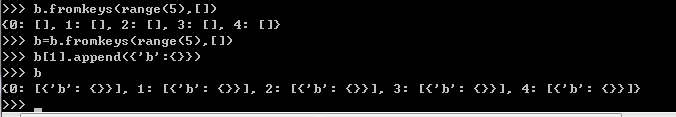 >>> b.fromkeys(range(5),[])
{0: [], 1: [], 2: [], 3: [], 4: []}
>>> b=b.fromkeys(range(5),[])
>>> b[1].append({'b':{}})
>>> b
{0: [{'b': {}}], 1: [{'b': {}}], 2: [{'b': {}}], 3: [{'b': {}}], 4: [{'b': {}}]}
>>> _